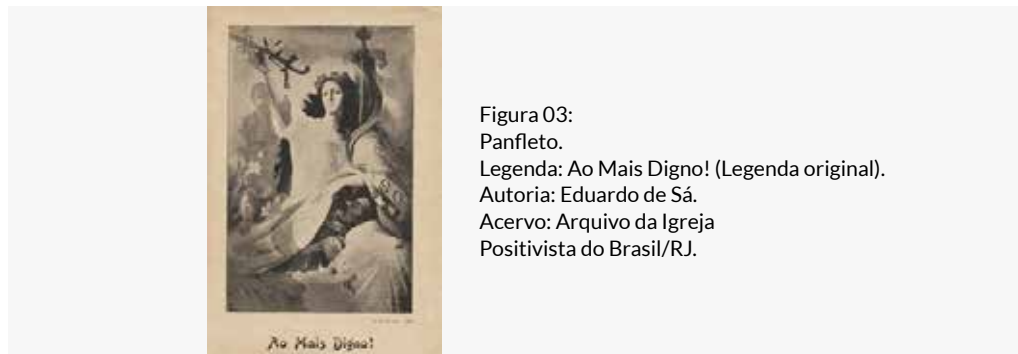 Ao Mais Digno!
Figura 03:
Panfleto.
Legenda: Ao Mais Digno! (Legenda original).
Autoria: Eduardo de Sá.
Acervo: Arquivo da Igreja
Positivista do Brasil/RJ.